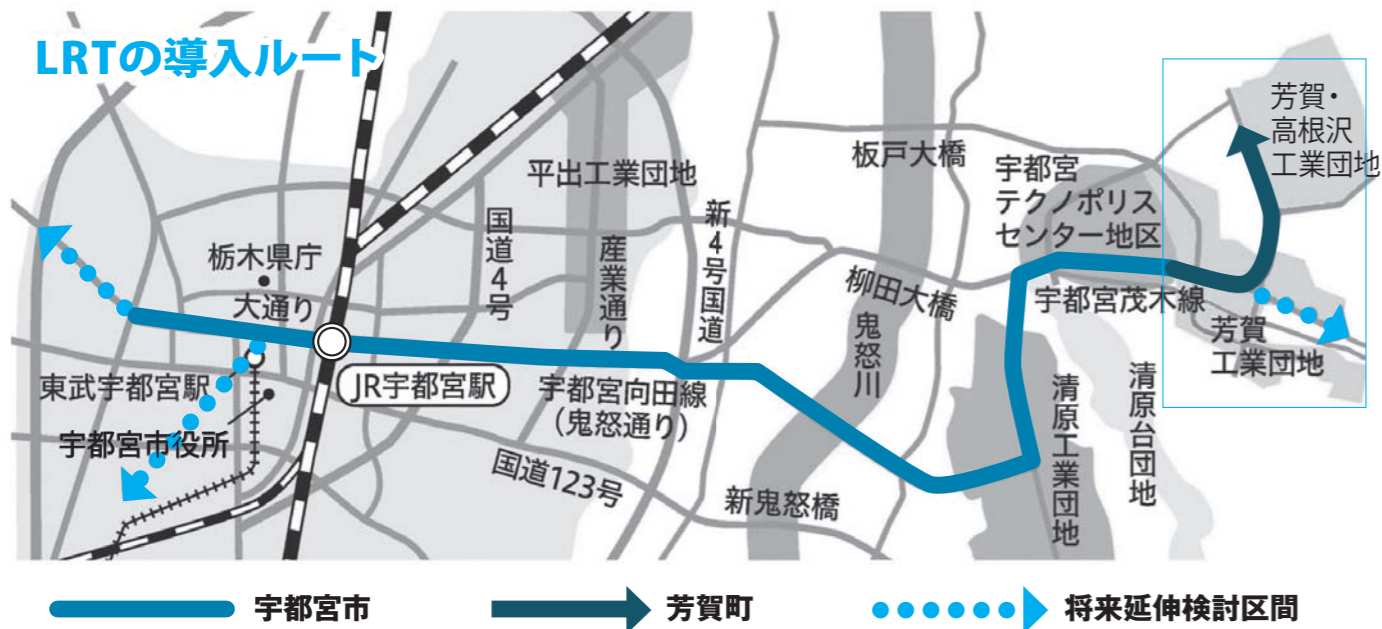 LRTの導入ルート
芳賀・
高根沢
工業団地
板戸大橋
宇都宮
テクノポリス
センター地区
平出工業団地
国道4号
産業通り
新4号国道
栃木県庁
大通り
柳田大橋
鬼怒川
宇都宮茂木線
芳賀
工業団地
東武宇都宮駅
JR宇都宮駅
宇都宮向田線
(鬼怒通り)
清原工業団地
清原台団地
宇都宮市役所
国道123号
新鬼怒橋
宇都宮市
芳賀町
将来延伸検討区間